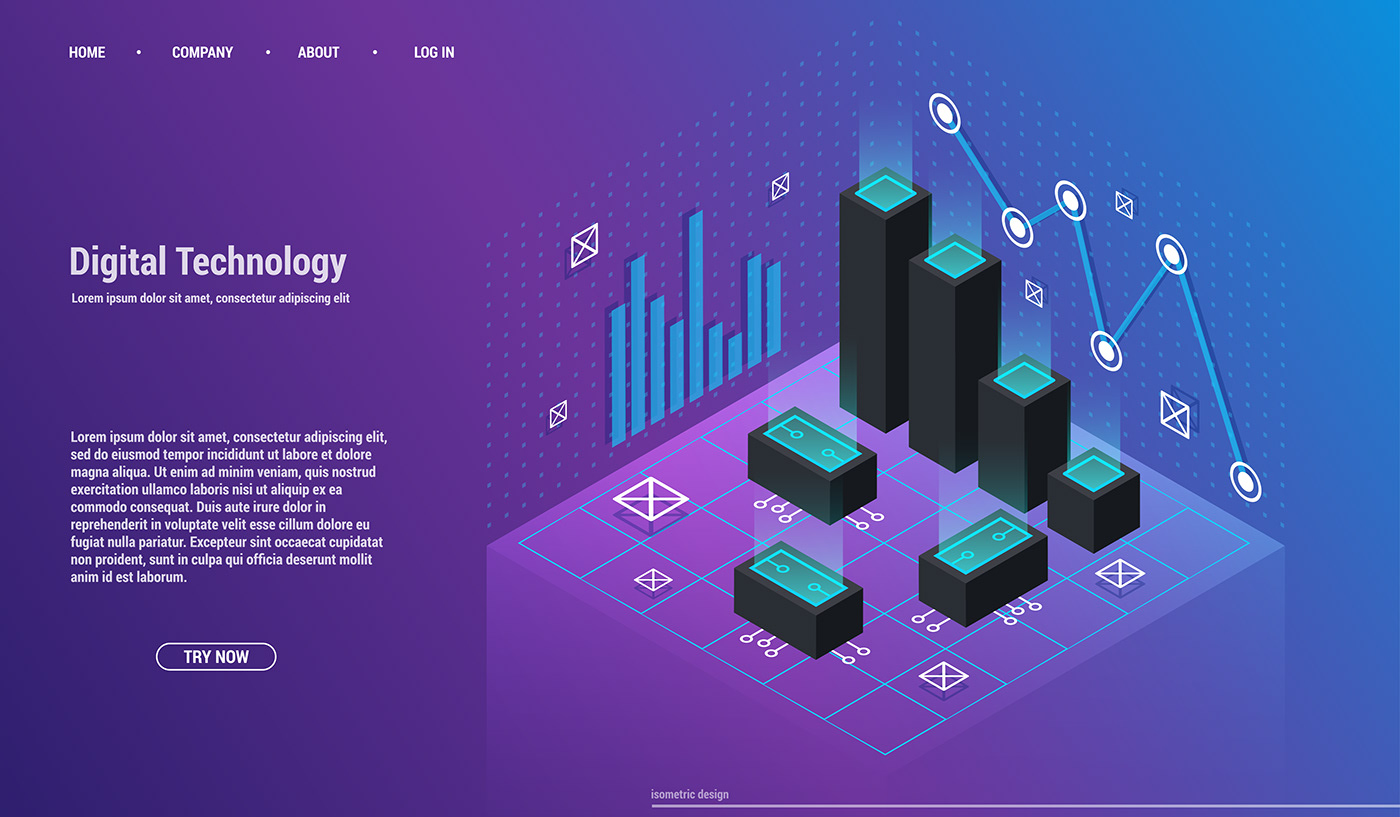 HOME • COMPANY • ABOUT • LOG IN
Digital Technology
Lorem ipsum dolor sit amet, consectetur adipiscing elit
Lorem ipsum dolor sit amet, consectetur adipiscing elit,
sed do eiusmod tempor incididunt ut labore et dolore
magna aliqua. Ut enim ad minim veniam, quis nostrud
exercitation ullamco laboris nisi ut aliquip ex ea
commodo consequat. Duis aute irure dolor in
reprehenderit in voluptate velit esse cillum dolore eu
fugiat nulla pariatur. Excepteur sint occaecat cupidatat
non proident, sunt in culpa qui officia deserunt mollit
anim id est laborum.
TRY NOW
isometric design